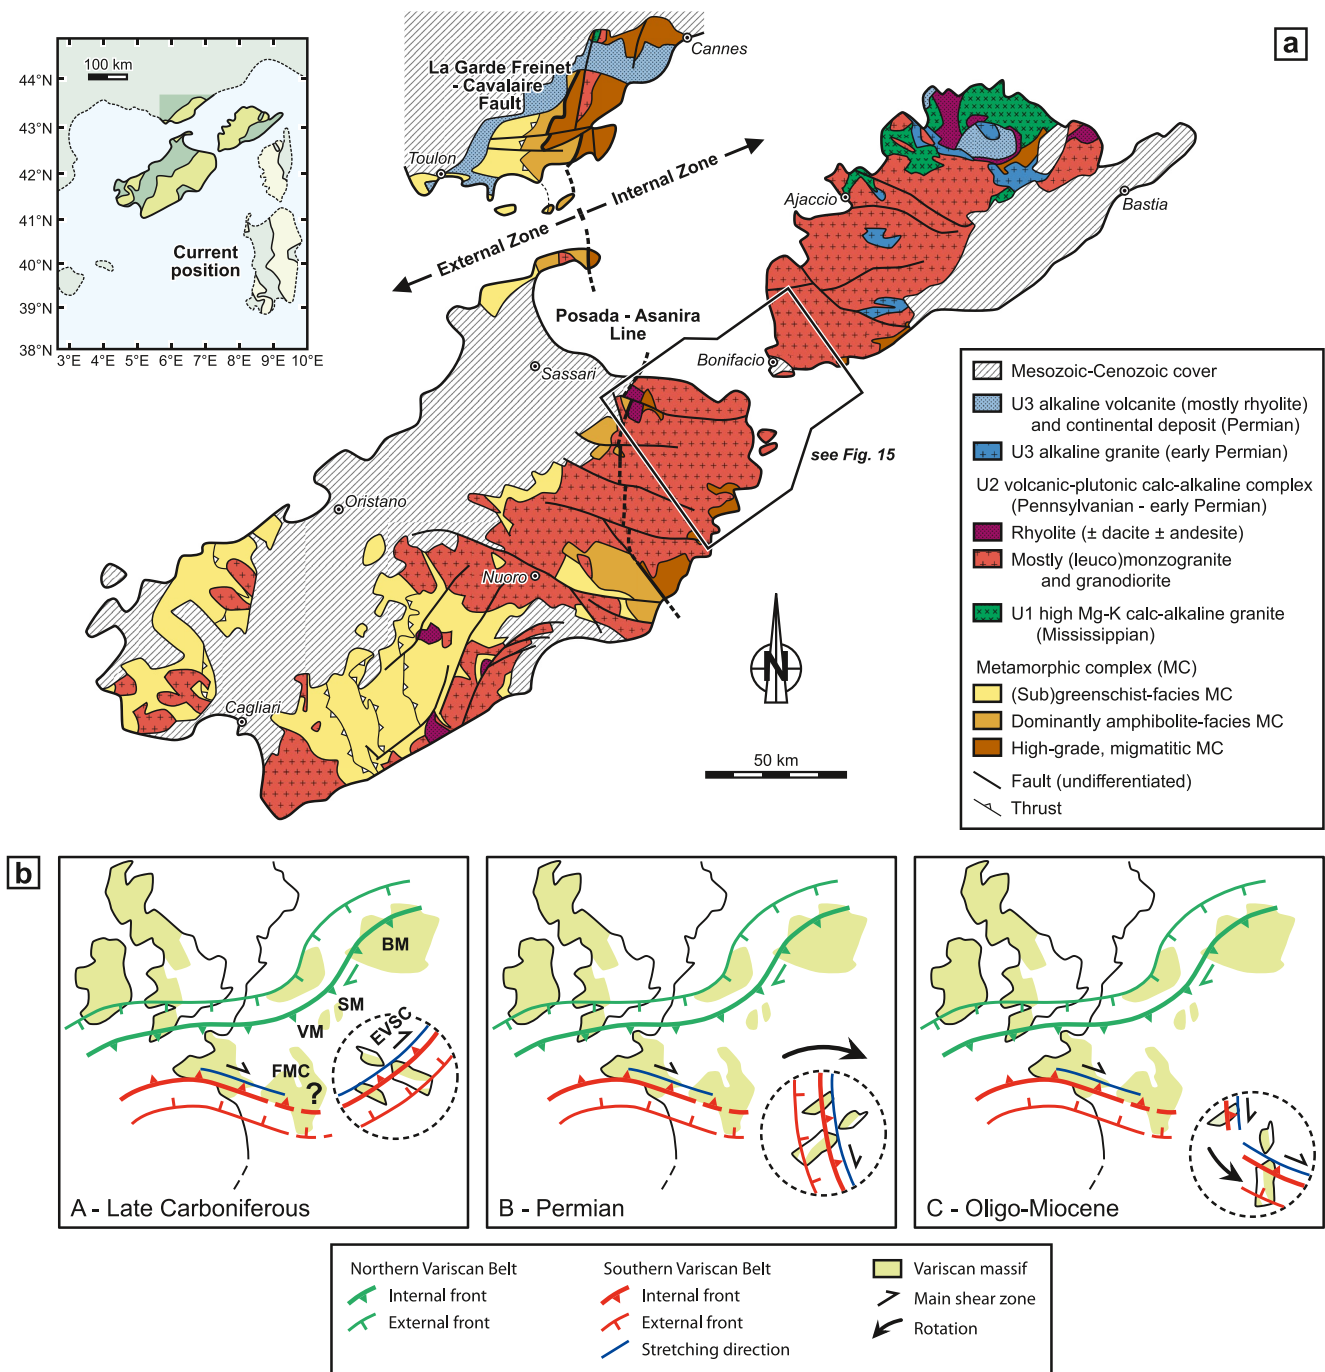 a
100 km
44°N
43°N
42°N
41°N
40°N
39°N
38°N
3°E 4°E 5°E 6°E 7°E 8°E 9°E 10°E
Current
position
Cannes
La Garde Freinet
- Cavalaire
Fault
Toulon
External Zone
Internal Zone
Ajaccio
Bastia
Posada - Asanira
Line
Bonifacio
Sassari
see Fig. 15
Oristano
Nuoro
Cagliari
N
50 km
Mesozoic-Cenozoic cover
U3 alkaline volcanite (mostly rhyolite)
and continental deposit (Permian)
U3 alkaline granite (early Permian)
U2 volcanic-plutonic calc-alkaline complex
(Pennsylvanian - early Permian)
Rhyolite (± dacite ± andesite)
Mostly (leuco)monzogranite
and granodiorite
U1 high Mg-K calc-alkaline granite
(Mississippian)
Metamorphic complex (MC)
(Sub)greenschist-facies MC
Dominantly amphibolite-facies MC
High-grade, migmatitic MC
Fault (undifferentiated)
Thrust
b
BM
SM
VM
EVSC
FMC
?
A - Late Carboniferous
B - Permian
C - Oligo-Miocene
Northern Variscan Belt
Internal front
External front
Southern Variscan Belt
Internal front
External front
Stretching direction
Variscan massif
Main shear zone
Rotation